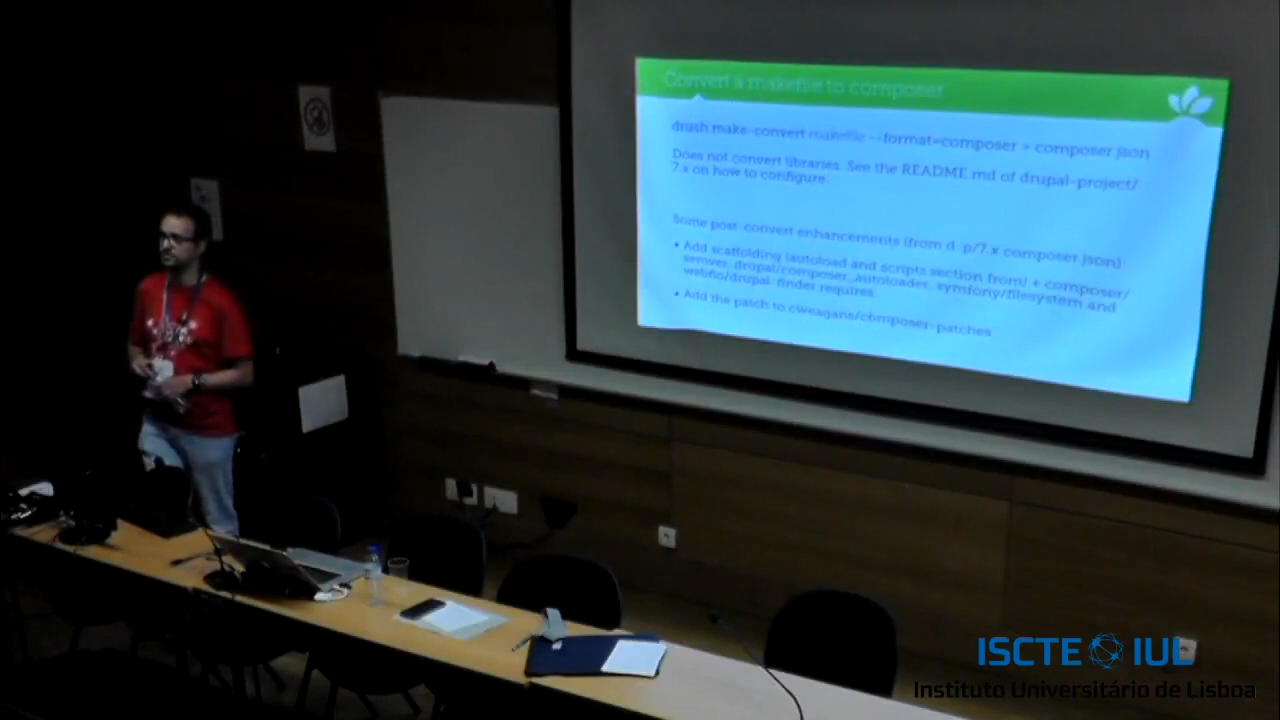 Convert a makefile to composer
drush make-convert makefile --format=composer > composer.json
Does not convert libraries. See the README.md of drupal-project/
7.x on how to configure.
Some post-convert enhancements (from d-p/7.x composer.json):
• Add scaffolding (autoload and scripts section from) + composer/
semver, drupal/composer_autoloader, symfony/filesystem and
webflo/drupal-finder requires.
• Add the patch to cweagans/composer-patches
ISCTE IUL
Instituto Universitário de Lisboa